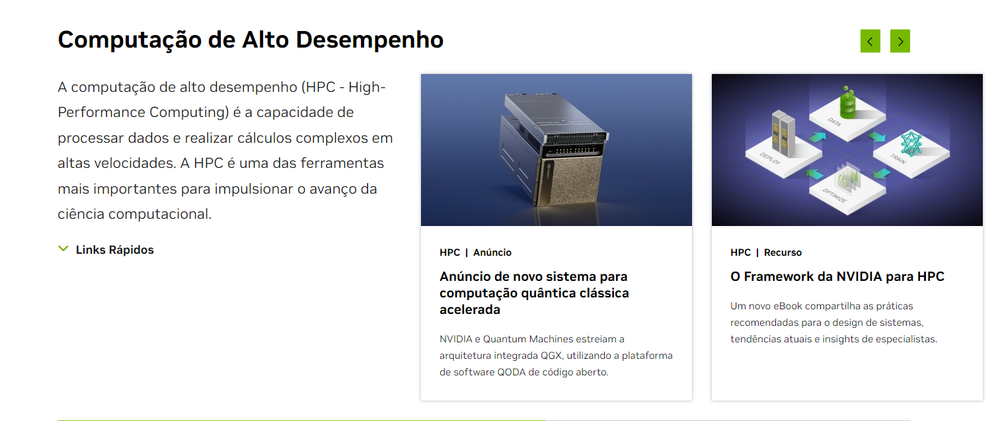 Computação de Alto Desempenho
A computação de alto desempenho (HPC - High-
Performance Computing) é a capacidade de
processar dados e realizar cálculos complexos em
altas velocidades. A HPC é uma das ferramentas
mais importantes para impulsionar o avanço da
ciência computacional.
Links Rápidos
NVIDIA
HPC | Anúncio
Anúncio de novo sistema para
computação quântica clássica
acelerada
NVIDIA e Quantum Machines estreiam a
arquitetura integrada QGX, utilizando a plataforma
de software QODA de código aberto.
DATA
DEPLOY
TRAIN
OPTIMIZE
HPC | Recurso
O Framework da NVIDIA para HPC
Um novo eBook compartilha as práticas
recomendadas para o design de sistemas,
tendências atuais e insights de especialistas.